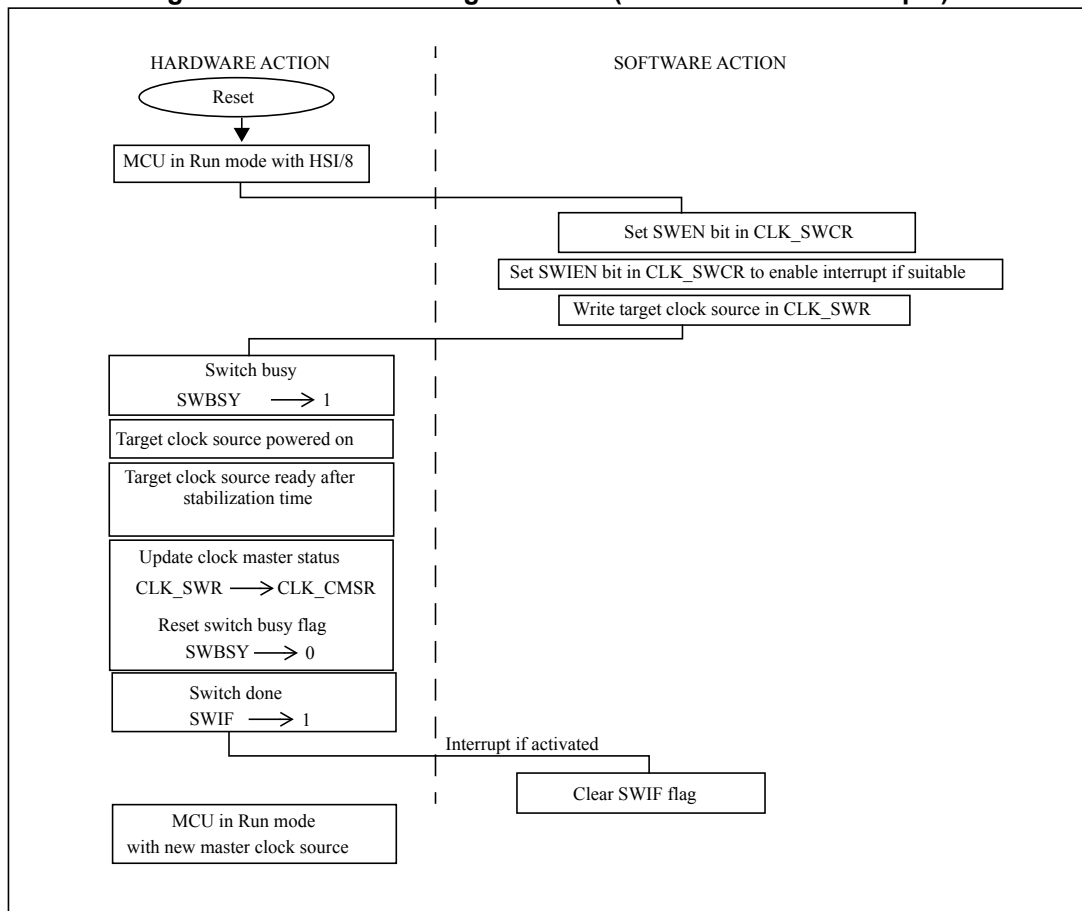 HARDWARE ACTION
SOFTWARE ACTION
Reset
MCU in Run mode with HSI/8
Set SWEN bit in CLK_SWCR
Set SWIEN bit in CLK_SWCR to enable interrupt if suitable
Write target clock source in CLK_SWR
Switch busy
SWBSY → 1
Target clock source powered on
Target clock source ready after
stabilization time
Update clock master status
CLK_SWR → CLK_CMSR
Reset switch busy flag
SWBSY → 0
Switch done
SWIF → 1
Interrupt if activated
Clear SWIF flag
MCU in Run mode
with new master clock source